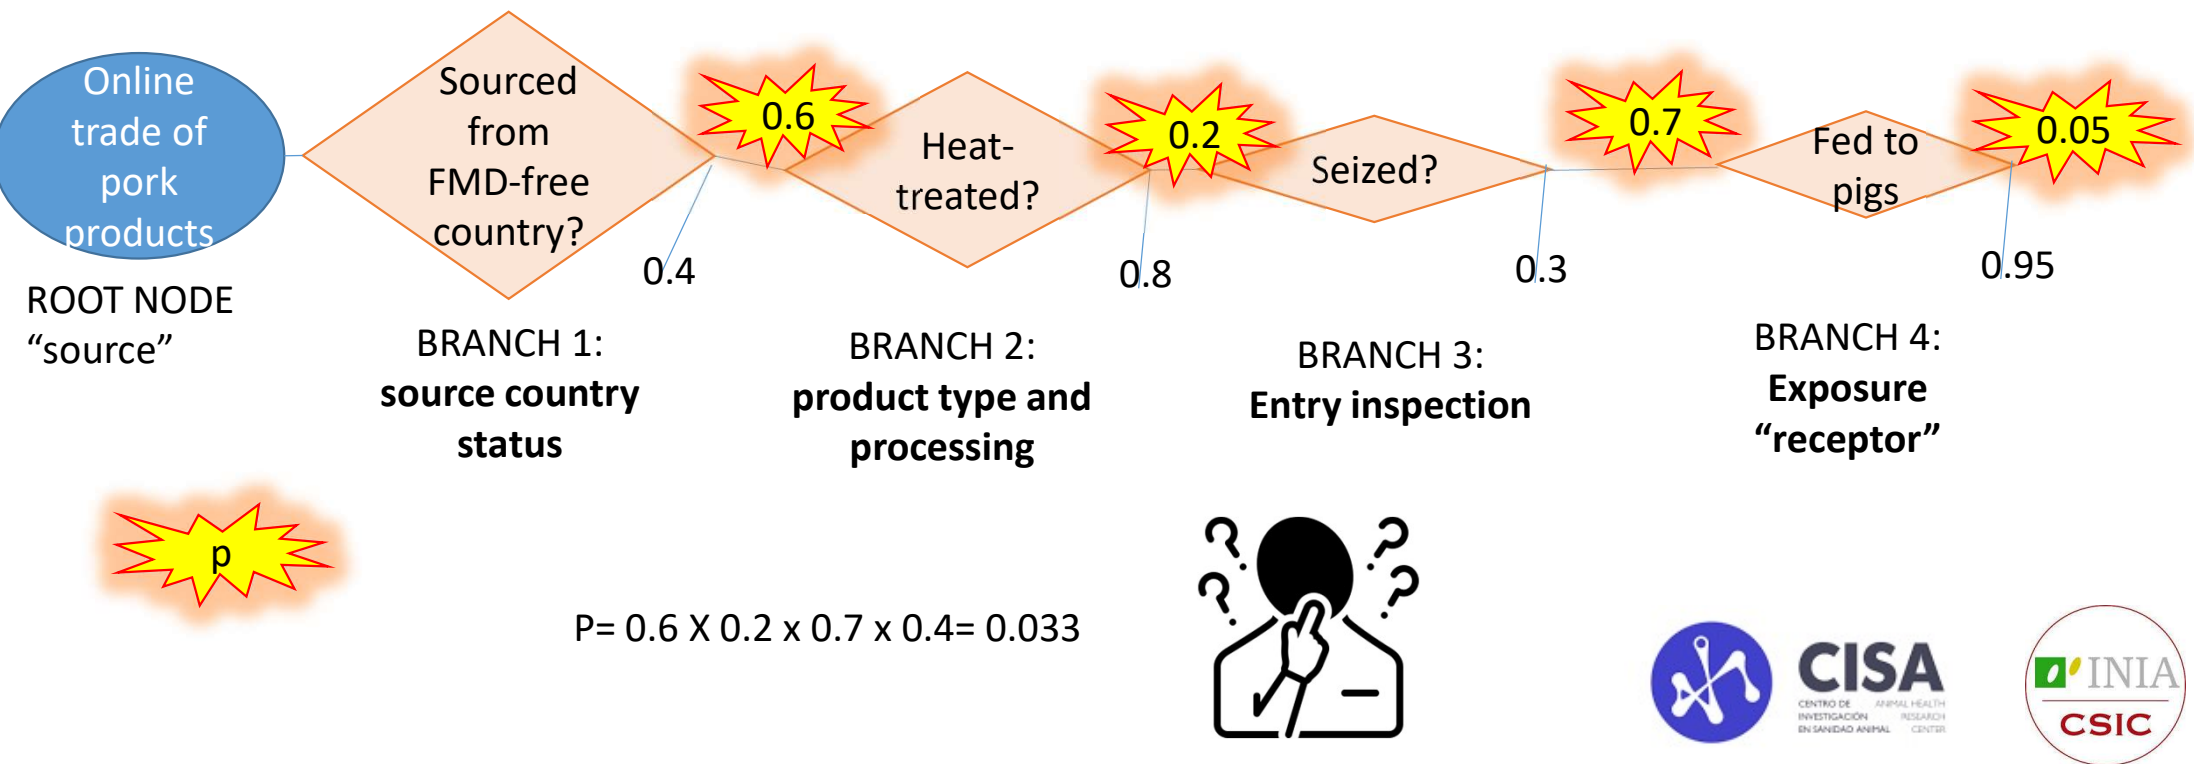 Online
trade of
pork
products
Sourced
from
FMD-free
country?
0.6
0.4
Heat-
treated?
0.2
0.8
Seized?
0.7
0.3
Fed to
pigs
0.05
0.95
ROOT NODE
“source”
BRANCH 1:
source country
status
BRANCH 2:
product type and
processing
BRANCH 3:
Entry inspection
BRANCH 4:
Exposure
“receptor”
p
P= 0.6 X 0.2 x 0.7 x 0.4= 0.033
? ? ? ?
CISA
CENTRO DE INVESTIGACIÓN EN SANIDAD ANIMAL
ANIMAL HEALTH RESEARCH CENTER
INIA
CSIC